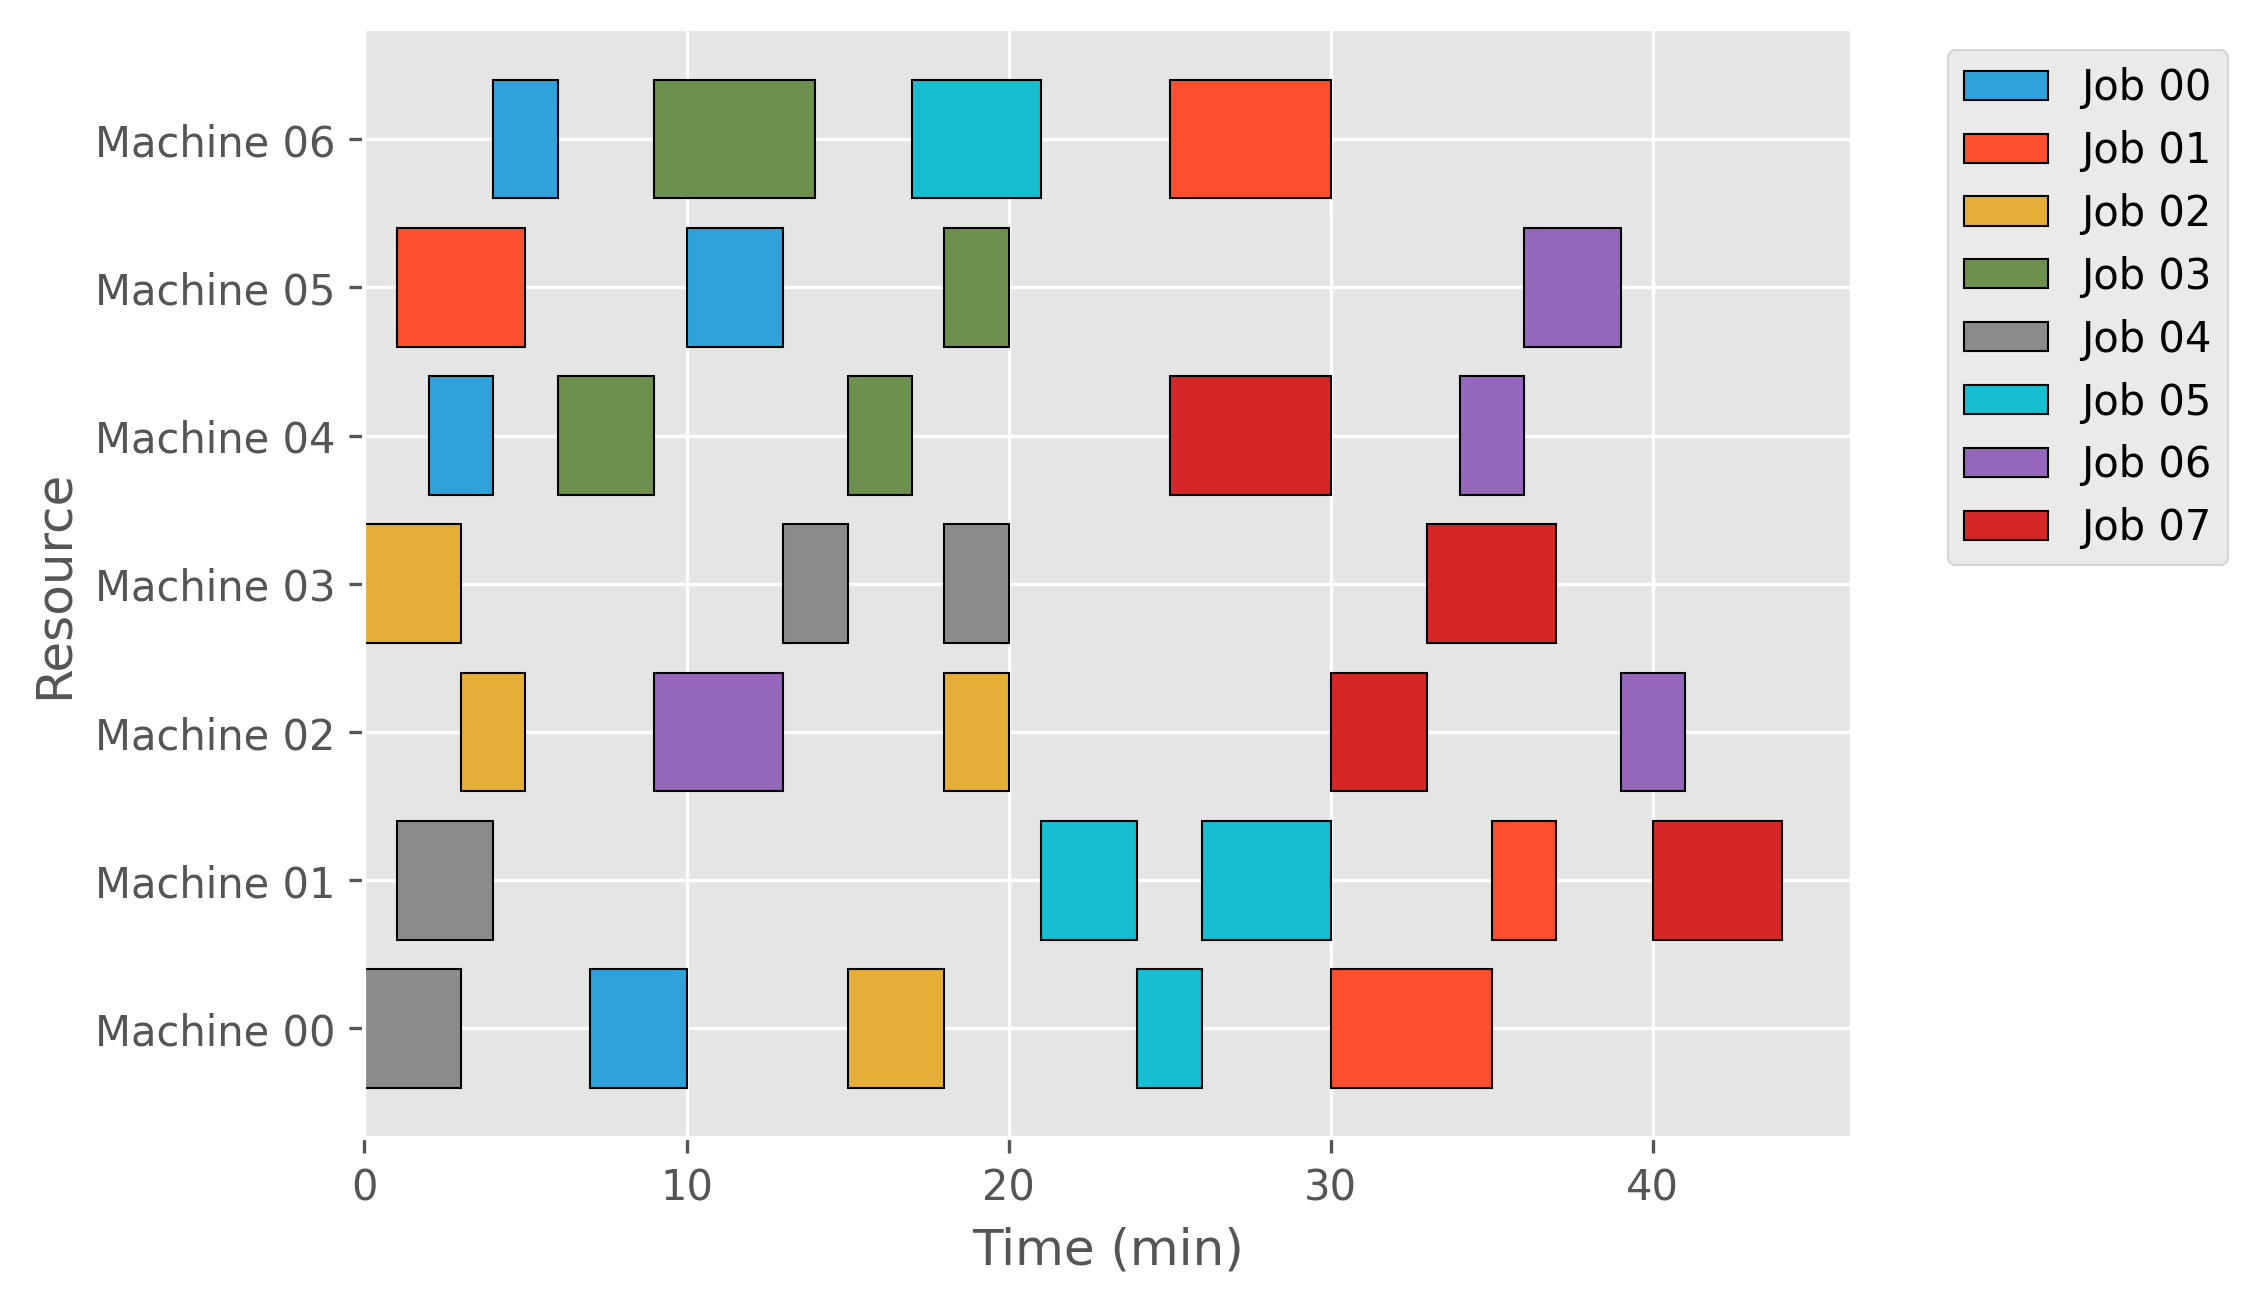 Machine 06
Machine 05
Machine 04
Machine 03
Machine 02
Machine 01
Machine 00
Resource
0 10 20 30 40
Time (min)
Job 00
Job 01
Job 02
Job 03
Job 04
Job 05
Job 06
Job 07